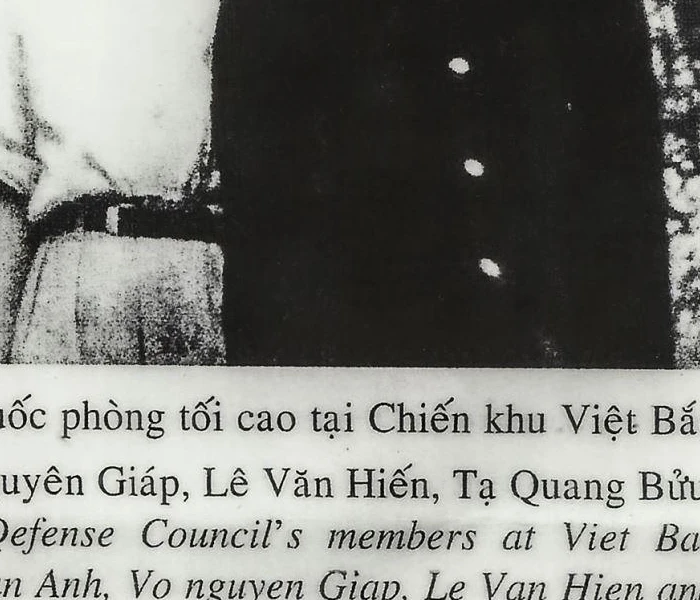 uốc phòng tối cao tại Chiến khu Việt Bắ
uyên Giáp, Lê Văn Hiến, Tạ Quang Bửu
Defense Council's members at Viet Ba
n Anh, Vo nguyen Giap, Le Van Hien an